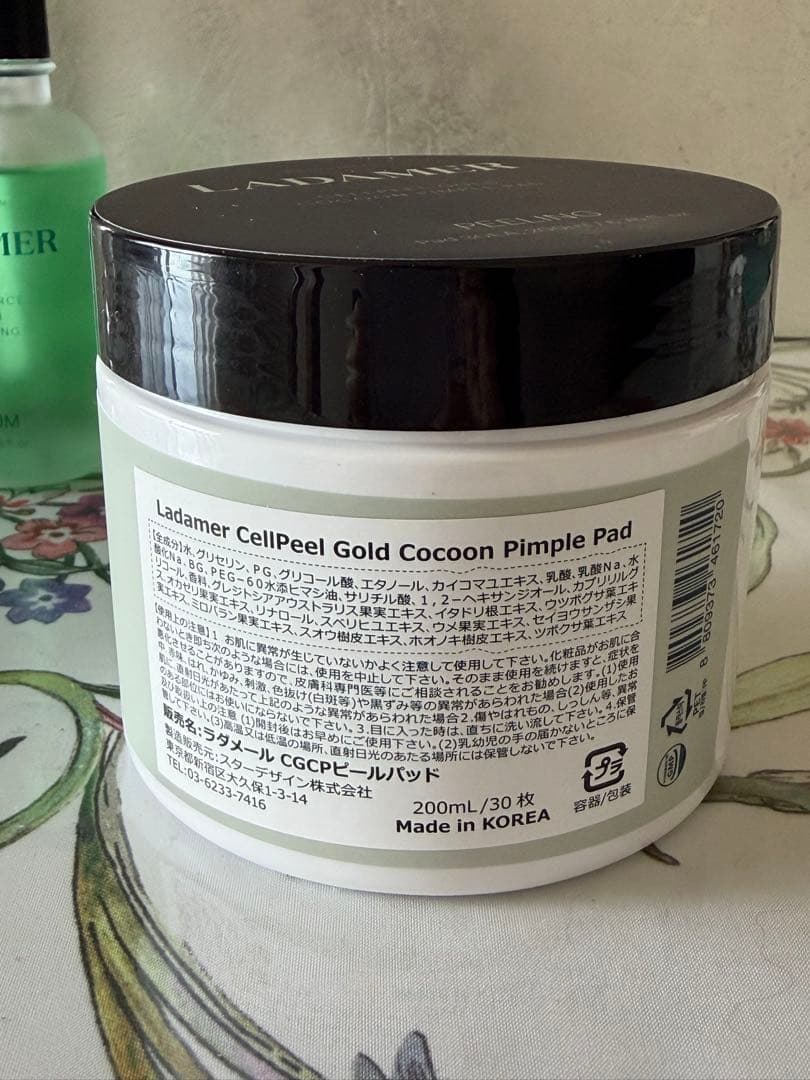 LADAMER
PEELING
MER
NG
Ladamer CellPeel Gold Cocoon Pimple Pad
【全成分】水、グリセリン、PG、グリコール酸、エタノール、カイコマユエキス、乳酸、乳酸Na、水
酸化Na、BG、PEG-60水添ヒマシ油、サリチル酸、1,2-ヘキサンジオール、カプリリルグ
リコール、香料、グレシトシアアウストラリス果実エキス、イタドリ根エキス、ウツボグサ葉エキ
ス、オカゼリ果実エキス、リナロール、スベリヒユエキス、ウメ果実エキス、セイヨウサンザシ果
実エキス、ミロバラン果実エキス、スオウ樹皮エキス、ホオノキ樹皮エキス、ツボクサ葉エキス
【使用上の注意】1 お肌に異常が生じていないかよく注意して使用して下さい。化粧品がお肌に合
わないとき即ち次のような場合には、使用を中止して下さい。そのまま使用を続けますと、症状を
悪化させることがありますので、皮膚科専門医等にご相談されることをお勧めします。(1)使用
中、赤味、はれ、かゆみ、刺激、色抜け(白斑等)や黒ずみ等の異常があらわれた場合(2)使用したお
肌に、直射日光があたって上記のような異常があらわれた場合2.傷やはれもの、しっしん等、異常
のある部位にはお使いにならないで下さい。3.目に入った時は、直ちに洗い流して下さい。4.保管
及び取扱い上の注意 (1)開封後はお早めにご使用下さい。(2)乳幼児の手の届かないところに保
管して下さい。(3)高温又は低温の場所、直射日光のあたる場所には保管しないで下さい。
販売名:ラダメール CGCPピールパッド
製造販売元:スターデザイン株式会社
東京都新宿区大久保1-3-14
TEL:03-6233-7416
200mL/30 枚
Made in KOREA
プラ
容器/包装
8 809373 461720
GMP